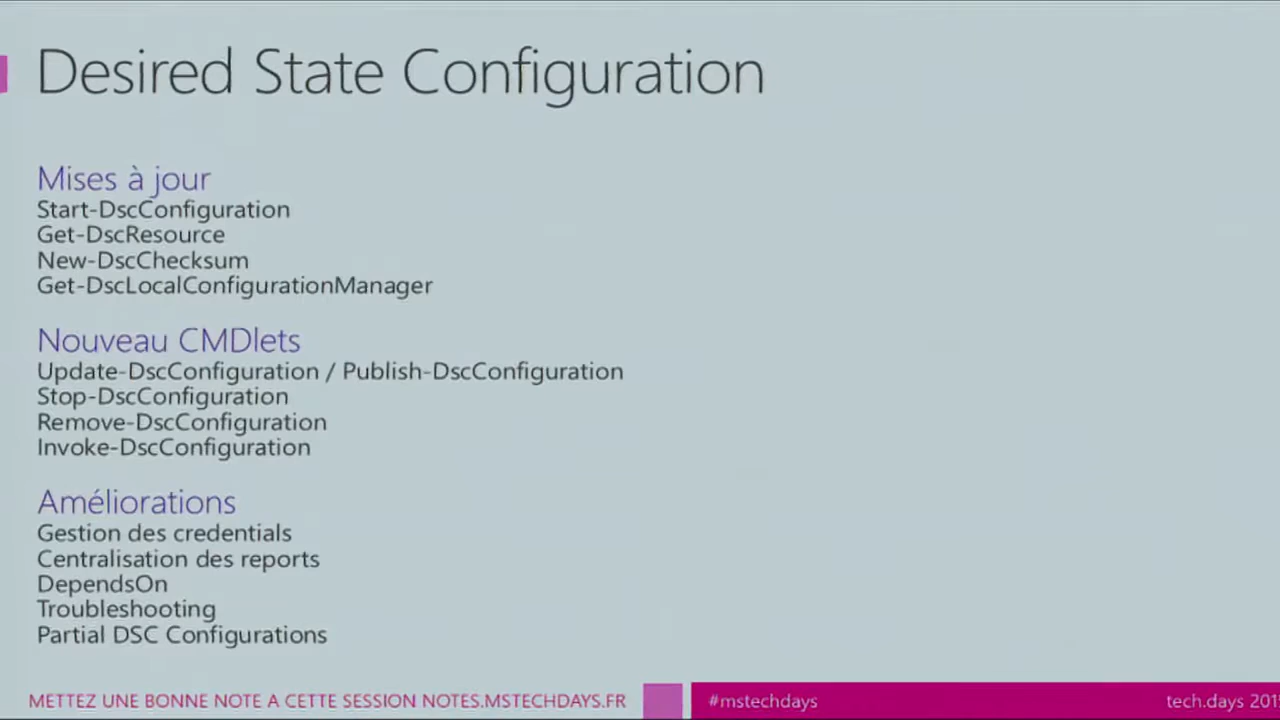 Desired State Configuration
Mises à jour
Start-DscConfiguration
Get-DscResource
New-DscChecksum
Get-DscLocalConfigurationManager
Nouveau CMDlets
Update-DscConfiguration / Publish-DscConfiguration
Stop-DscConfiguration
Remove-DscConfiguration
Invoke-DscConfiguration
Améliorations
Gestion des credentials
Centralisation des reports
DependsOn
Troubleshooting
Partial DSC Configurations
METTEZ UNE BONNE NOTE A CETTE SESSION NOTES.MSTECHDAYS.FR
#mstechdays
tech.days